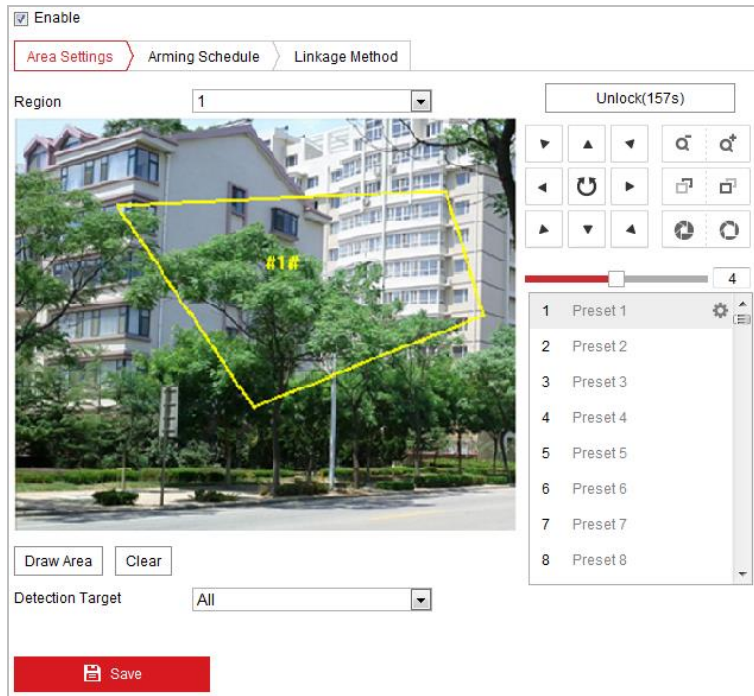 Enable
Area Settings
Arming Schedule
Linkage Method
Region
1
Unlock(157s)
#1#
4
1 Preset 1
2 Preset 2
3 Preset 3
4 Preset 4
5 Preset 5
6 Preset 6
7 Preset 7
8 Preset 8
Draw Area
Clear
Detection Target
All
Save